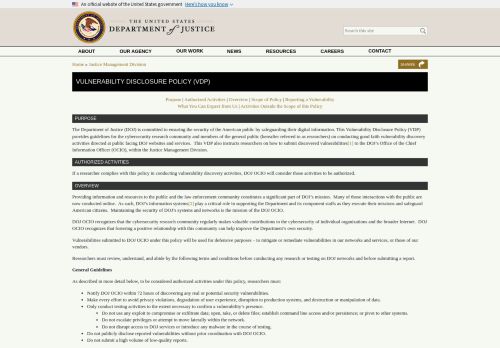 An official website of the United States government Here's how you know
THE UNITED STATES
DEPARTMENT of JUSTICE
Search this site
ABOUT OUR AGENCY OUR WORK NEWS RESOURCES CAREERS CONTACT
Home » Justice Management Division
SHARE
VULNERABILITY DISCLOSURE POLICY (VDP)
Purpose | Authorized Activities | Overview | Scope of Policy | Reporting a Vulnerability
What You Can Expect from Us | Activities Outside the Scope of This Policy
PURPOSE
The Department of Justice (DOJ) is committed to ensuring the security of the American public by safeguarding their digital information. This Vulnerability Disclosure Policy (VDP)
provides guidelines for the cybersecurity research community and members of the general public (hereafter referred to as researchers) on conducting good faith vulnerability discovery
activities directed at public facing DOJ websites and services. This VDP also instructs researchers on how to submit discovered vulnerabilities[1] to the DOJ's Office of the Chief
Information Officer (OCIO), within the Justice Management Division.
AUTHORIZED ACTIVITIES
If a researcher complies with this policy in conducting vulnerability discovery activities, DOJ OCIO will consider those activities to be authorized.
OVERVIEW
Providing information and resources to the public and the law enforcement community constitutes a significant part of DOJ's mission. Many of those interactions with the public are
now conducted online. As such, DOJ's information systems[2] play a critical role in supporting the Department and its component staff as they execute their missions and safeguard
American citizens. Maintaining the security of DOJ's systems and networks is the mission of the DOJ OCIO.
DOJ OCIO recognizes that the cybersecurity research community regularly makes valuable contributions to the cybersecurity of individual organizations and the broader Internet. DOJ
OCIO recognizes that fostering a positive relationship with this community can help improve the Department's own security.
Vulnerabilities submitted to DOJ OCIO under this policy will be used for defensive purposes – to mitigate or remediate vulnerabilities in our networks and services, or those of our
vendors.
Researchers must review, understand, and abide by the following terms and conditions before conducting any research or testing on DOJ networks and before submitting a report.
General Guidelines
As described in more detail below, to be considered authorized activities under this policy, researchers must:
Notify DOJ OCIO within 72 hours of discovering any real or potential security vulnerabilities.
Make every effort to avoid privacy violations, degradation of user experience, disruption to production systems, and destruction or manipulation of data.
Only conduct testing activities to the extent necessary to confirm a vulnerability's presence:
Do not use any exploit to compromise or exfiltrate data; open, take, or delete files; establish command line access and/or persistence; or pivot to other systems.
Do not escalate privileges or attempt to move laterally within the network.
Do not disrupt access to DOJ services or introduce any malware in the course of testing.
Do not publicly disclose reported vulnerabilities without prior coordination with DOJ OCIO.
Do not submit a high volume of low-quality reports.